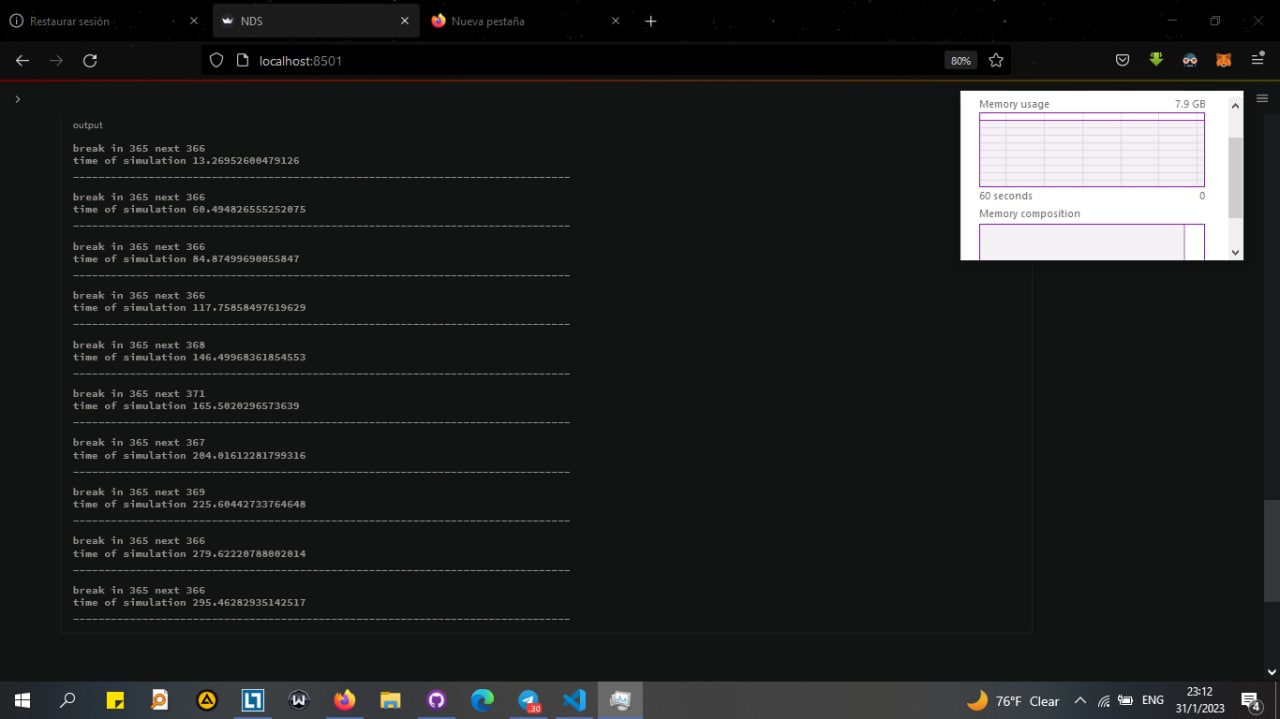 Restaurar sesión
NDS
Nueva pestaña
localhost:8501
80%
output
break in 365 next 366
time of simulation 13.26952600479126
--------------------------------------------------------------------------------
break in 365 next 366
time of simulation 60.494826555252075
--------------------------------------------------------------------------------
break in 365 next 366
time of simulation 84.87499690055847
--------------------------------------------------------------------------------
break in 365 next 366
time of simulation 117.75858497619629
--------------------------------------------------------------------------------
break in 365 next 368
time of simulation 146.49968361854553
--------------------------------------------------------------------------------
break in 365 next 371
time of simulation 165.5020296573639
--------------------------------------------------------------------------------
break in 365 next 367
time of simulation 204.01612281799316
--------------------------------------------------------------------------------
break in 365 next 369
time of simulation 225.60442733764648
--------------------------------------------------------------------------------
break in 365 next 366
time of simulation 279.62220788002014
--------------------------------------------------------------------------------
break in 365 next 366
time of simulation 295.46282935142517
--------------------------------------------------------------------------------
Memory usage 7.9 GB
60 seconds 0
Memory composition
.30
76°F Clear
ENG
23:12
31/1/2023
4